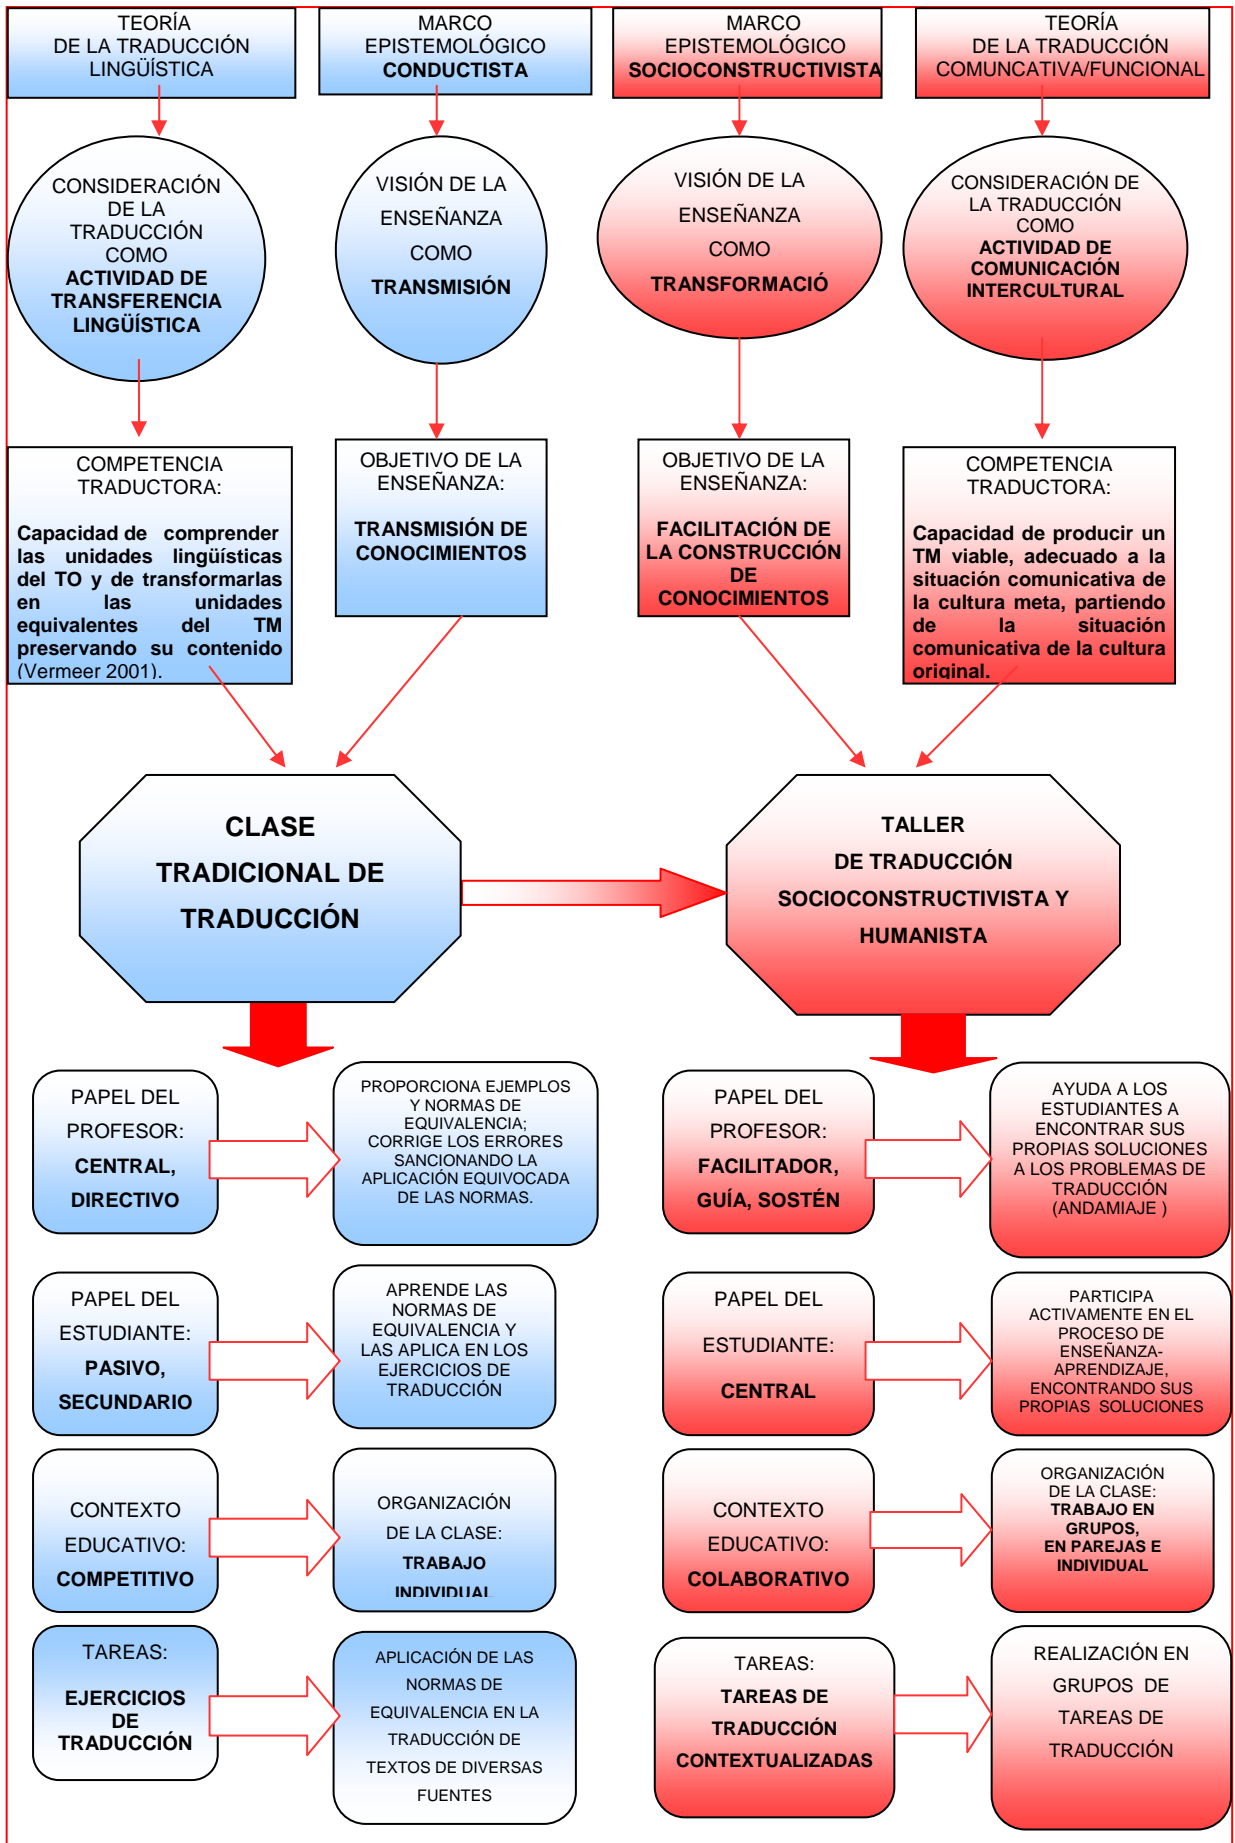 TEORÍA
DE LA TRADUCCIÓN
LINGÜÍSTICA
MARCO
EPISTEMOLÓGICO
CONDUCTISTA
MARCO
EPISTEMOLÓGICO
SOCIOCONSTRUCTIVISTA
TEORÍA
DE LA TRADUCCIÓN
COMUNCATIVA/FUNCIONAL
CONSIDERACIÓN
DE LA
TRADUCCIÓN
COMO
ACTIVIDAD DE
TRANSFERENCIA
LINGÜÍSTICA
VISIÓN DE LA
ENSEÑANZA
COMO
TRANSMISIÓN
VISIÓN DE LA
ENSEÑANZA
COMO
TRANSFORMACIÓ
CONSIDERACIÓN DE
LA TRADUCCIÓN
COMO
ACTIVIDAD DE
COMUNICACIÓN
INTERCULTURAL
COMPETENCIA
TRADUCTORA:
Capacidad de comprender
las unidades lingüísticas
del TO y de transformarlas
en las unidades
equivalentes del TM
preservando su contenido
(Vermeer 2001).
OBJETIVO DE LA
ENSEÑANZA:
TRANSMISIÓN DE
CONOCIMIENTOS
OBJETIVO DE LA
ENSEÑANZA:
FACILITACIÓN DE
LA CONSTRUCCIÓN
DE
CONOCIMIENTOS
COMPETENCIA
TRADUCTORA:
Capacidad de producir un
TM viable, adecuado a la
situación comunicativa de
la cultura meta, partiendo
de la situación
comunicativa de la cultura
original.
CLASE
TRADICIONAL DE
TRADUCCIÓN
TALLER
DE TRADUCCIÓN
SOCIOCONSTRUCTIVISTA Y
HUMANISTA
PAPEL DEL
PROFESOR:
CENTRAL,
DIRECTIVO
PROPORCIONA EJEMPLOS
Y NORMAS DE
EQUIVALENCIA;
CORRIGE LOS ERRORES
SANCIONANDO LA
APLICACIÓN EQUIVOCADA
DE LAS NORMAS.
PAPEL DEL
PROFESOR:
FACILITADOR,
GUÍA, SOSTÉN
AYUDA A LOS
ESTUDIANTES A
ENCONTRAR SUS
PROPIAS SOLUCIONES
A LOS PROBLEMAS DE
TRADUCCIÓN
(ANDAMIAJE )
PAPEL DEL
ESTUDIANTE:
PASIVO,
SECUNDARIO
APRENDE LAS
NORMAS DE
EQUIVALENCIA Y
LAS APLICA EN LOS
EJERCICIOS DE
TRADUCCIÓN
PAPEL DEL
ESTUDIANTE:
CENTRAL
PARTICIPA
ACTIVAMENTE EN EL
PROCESO DE
ENSEÑANZA-
APRENDIZAJE,
ENCONTRANDO SUS
PROPIAS SOLUCIONES
CONTEXTO
EDUCATIVO:
COMPETITIVO
ORGANIZACIÓN
DE LA CLASE:
TRABAJO
INDIVIDUAL
CONTEXTO
EDUCATIVO:
COLABORATIVO
ORGANIZACIÓN
DE LA CLASE:
TRABAJO EN
GRUPOS,
EN PAREJAS E
INDIVIDUAL
TAREAS:
EJERCICIOS
DE
TRADUCCIÓN
APLICACIÓN DE LAS
NORMAS DE
EQUIVALENCIA EN LA
TRADUCCIÓN DE
TEXTOS DE DIVERSAS
FUENTES
TAREAS:
TAREAS DE
TRADUCCIÓN
CONTEXTUALIZADAS
REALIZACIÓN EN
GRUPOS DE
TAREAS DE
TRADUCCIÓN